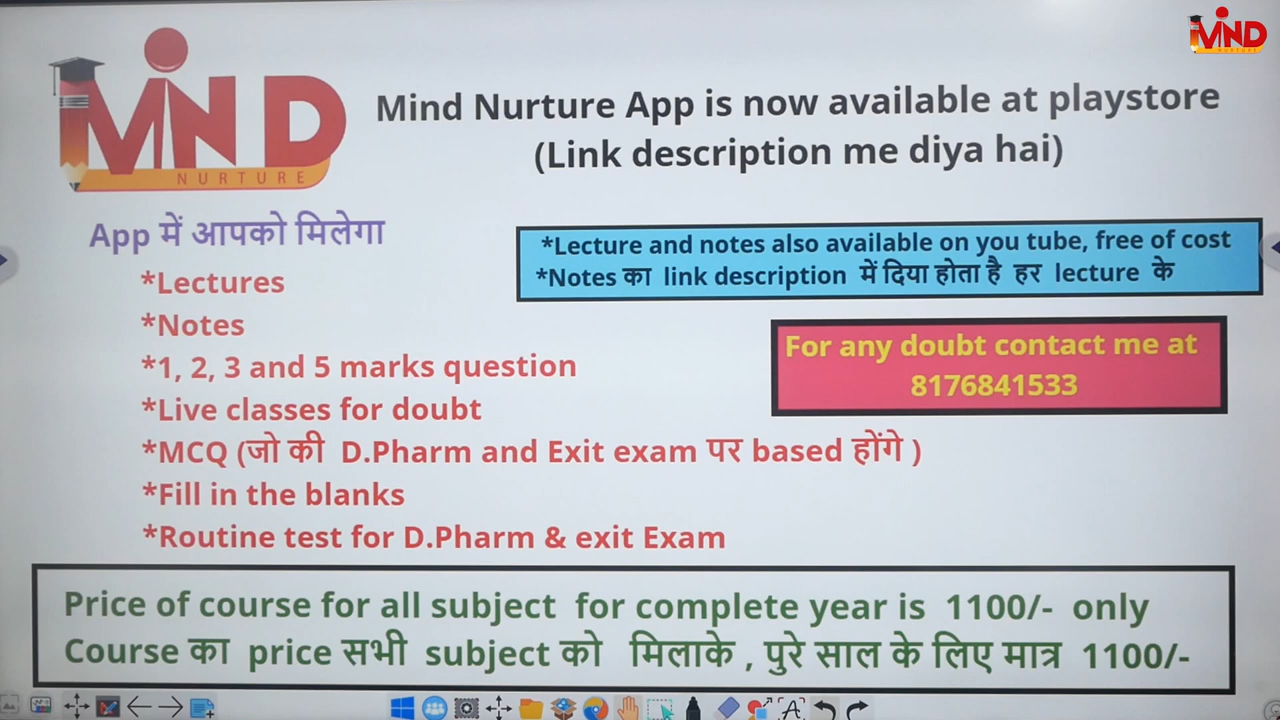 MIND
NURTURE
MIND
NURTURE
Mind Nurture App is now available at playstore
(Link description me diya hai)
App में आपको मिलेगा
*Lectures
*Notes
*1, 2, 3 and 5 marks question
*Live classes for doubt
*MCQ (जो की D.Pharm and Exit exam पर based होंगे )
*Fill in the blanks
*Routine test for D.Pharm & exit Exam
*Lecture and notes also available on you tube, free of cost
*Notes का link description में दिया होता है हर lecture के
For any doubt contact me at
8176841533
Price of course for all subject for complete year is 1100/- only
Course का price सभी subject को मिलाके , पुरे साल के लिए मात्र 1100/-